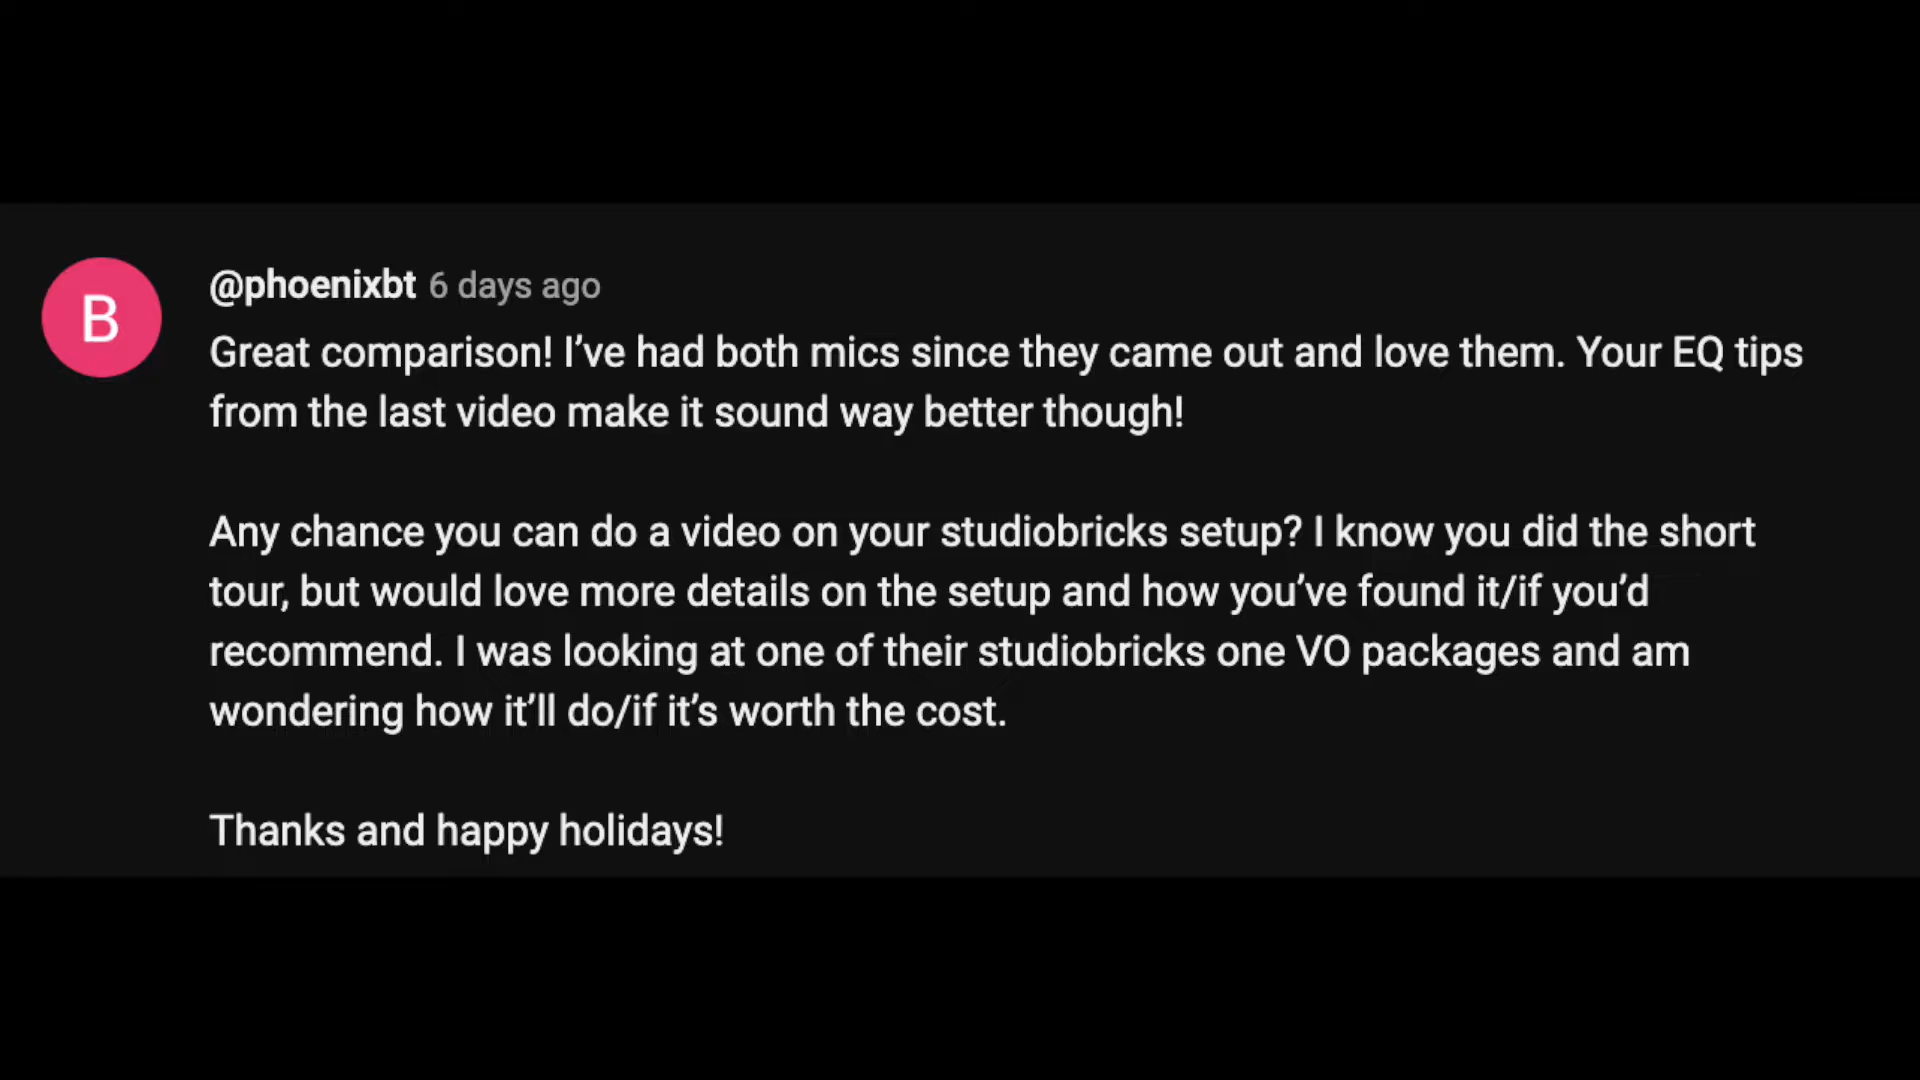 B
@phoenixbt 6 days ago
Great comparison! I’ve had both mics since they came out and love them. Your EQ tips
from the last video make it sound way better though!
Any chance you can do a video on your studiobricks setup? I know you did the short
tour, but would love more details on the setup and how you’ve found it/if you’d
recommend. I was looking at one of their studiobricks one VO packages and am
wondering how it’ll do/if it’s worth the cost.
Thanks and happy holidays!